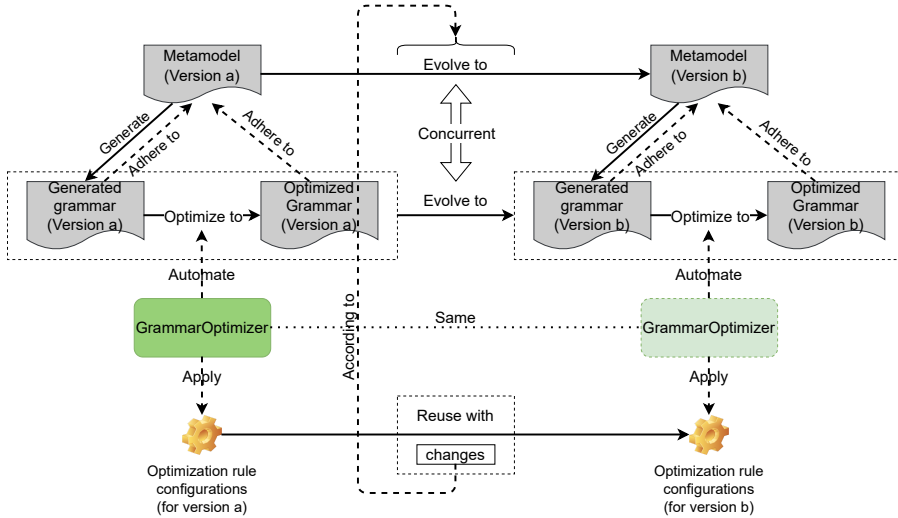 Metamodel
(Version a)
Evolve to
Metamodel
(Version b)
Generate
Adhere to
Adhere to
Concurrent
Generate
Adhere to
Adhere to
Generated
grammar
(Version a)
Optimize to
Optimized
Grammar
(Version a)
Evolve to
Generated
grammar
(Version b)
Optimize to
Optimized
Grammar
(Version b)
Automate
Automate
GrammarOptimizer
According to
Same
GrammarOptimizer
Apply
Apply
Reuse with
changes
Optimization rule
configurations
(for version a)
Optimization rule
configurations
(for version b)